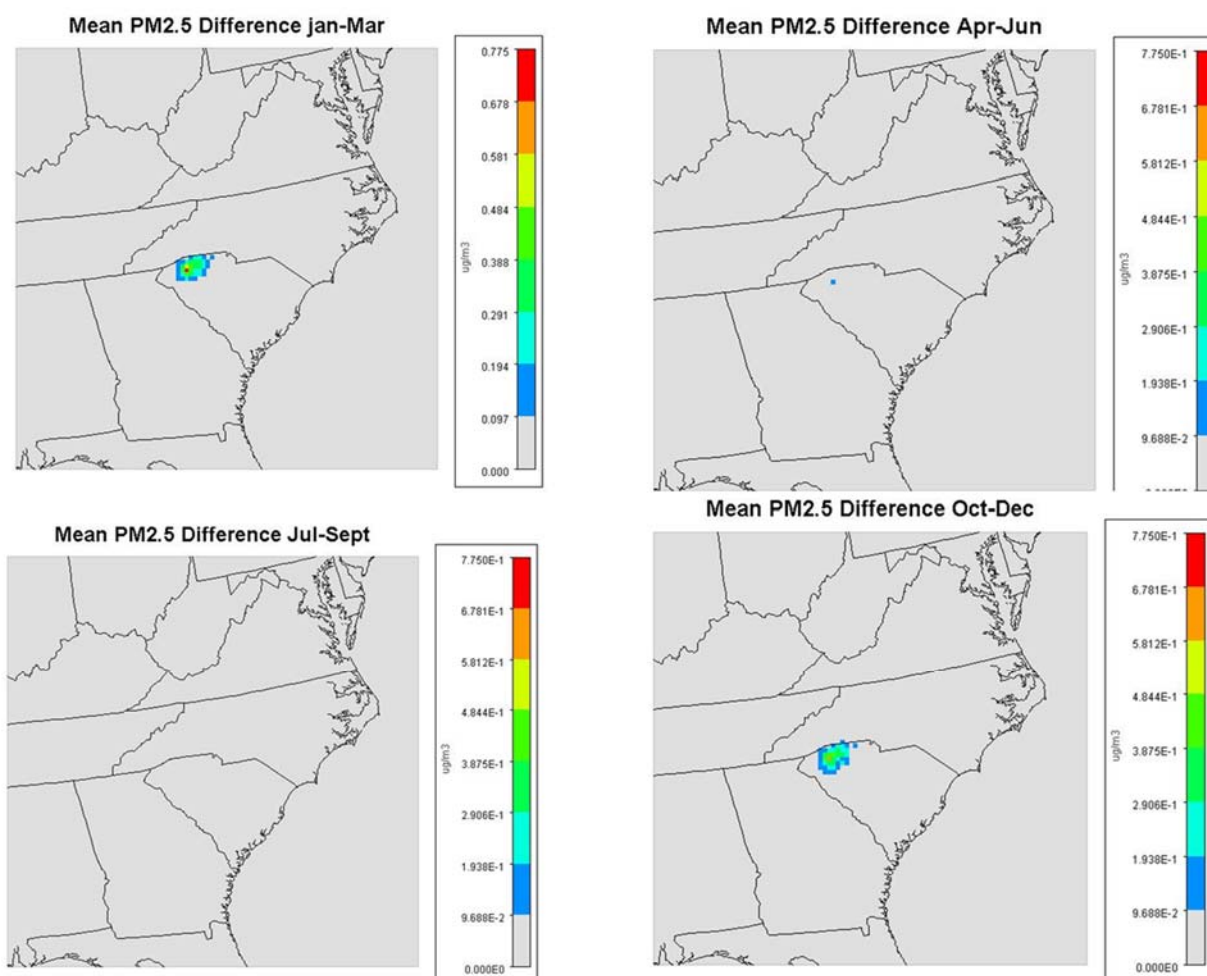 Mean PM2.5 Difference jan-Mar
0.775
0.678
0.581
0.484
0.388
0.291
0.194
0.097
0.000
ug/m3
Mean PM2.5 Difference Apr-Jun
7.750E-1
6.781E-1
5.812E-1
4.844E-1
3.875E-1
2.906E-1
1.938E-1
9.688E-2
ug/m3
Mean PM2.5 Difference Jul-Sept
7.750E-1
6.781E-1
5.812E-1
4.844E-1
3.875E-1
2.906E-1
1.938E-1
9.688E-2
0.000E0
ug/m3
Mean PM2.5 Difference Oct-Dec
7.750E-1
6.781E-1
5.812E-1
4.844E-1
3.875E-1
2.906E-1
1.938E-1
9.688E-2
0.000E0
ug/m3